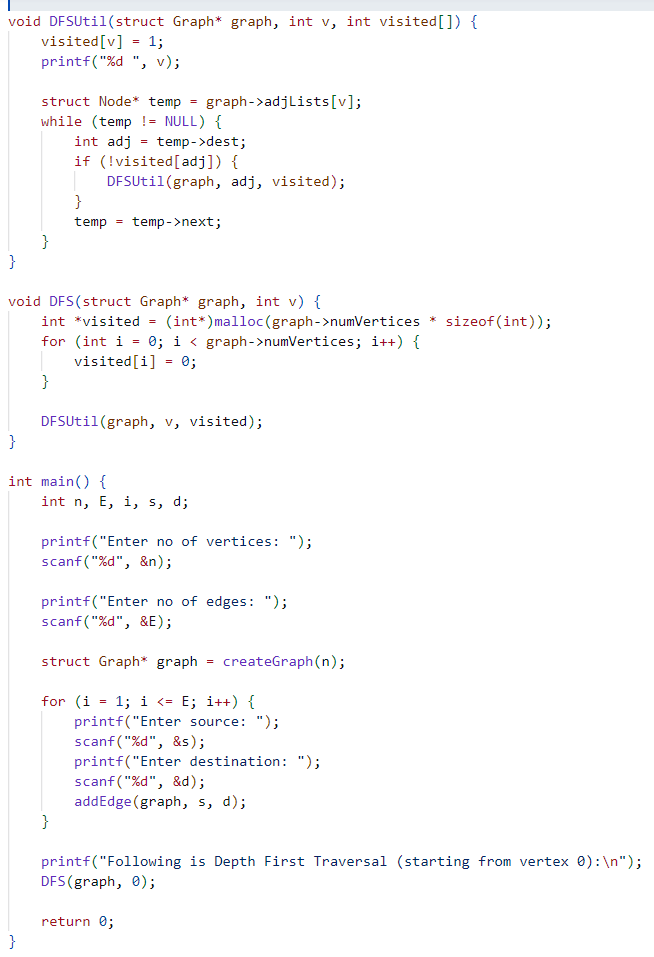 void DFSUtil(struct Graph* graph, int v, int visited[]) {
    visited[v] = 1;
    printf("%d ", v);

    struct Node* temp = graph->adjLists[v];
    while (temp != NULL) {
        int adj = temp->dest;
        if (!visited[adj]) {
            DFSUtil(graph, adj, visited);
        }
        temp = temp->next;
    }
}

void DFS(struct Graph* graph, int v) {
    int *visited = (int*)malloc(graph->numVertices * sizeof(int));
    for (int i = 0; i < graph->numVertices; i++) {
        visited[i] = 0;
    }

    DFSUtil(graph, v, visited);
}

int main() {
    int n, E, i, s, d;

    printf("Enter no of vertices: ");
    scanf("%d", &n);

    printf("Enter no of edges: ");
    scanf("%d", &E);

    struct Graph* graph = createGraph(n);

    for (i = 1; i <= E; i++) {
        printf("Enter source: ");
        scanf("%d", &s);
        printf("Enter destination: ");
        scanf("%d", &d);
        addEdge(graph, s, d);
    }

    printf("Following is Depth First Traversal (starting from vertex 0):\n");
    DFS(graph, 0);

    return 0;
}